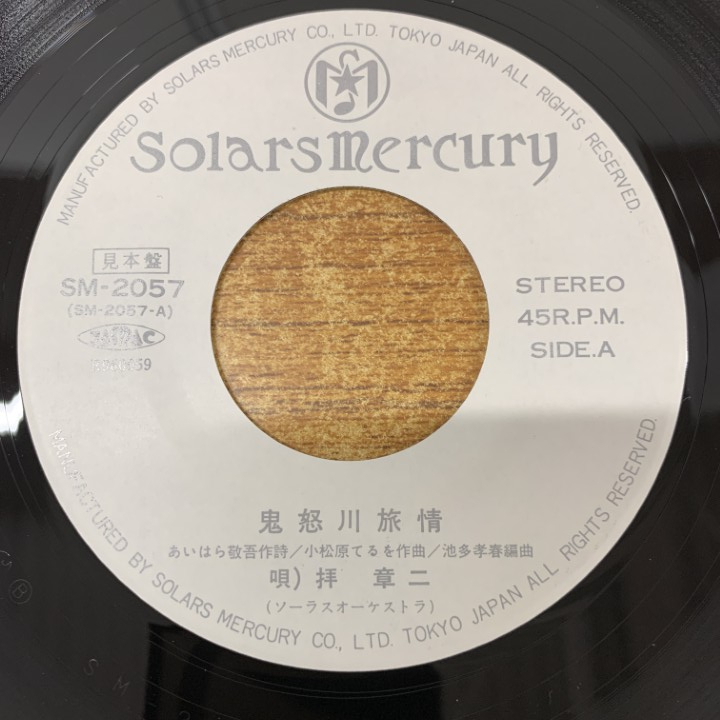 MANUFACTURED BY SOLARS MERCURY CO., LTD. TOKYO JAPAN ALL RIGHTS RESERVED.
SolarsMercury
見本盤
SM-2057
(SM-2057-A)
STEREO
45R.P.M.
SIDE.A
鬼怒川旅情
あいはら敬吾作詩/小松原てるを作曲/池多孝春編曲
唄)拝 章二
(ソーラスオーケストラ)
MANUFACTURED BY SOLARS MERCURY CO., LTD. TOKYO JAPAN ALL RIGHTS RESERVED.